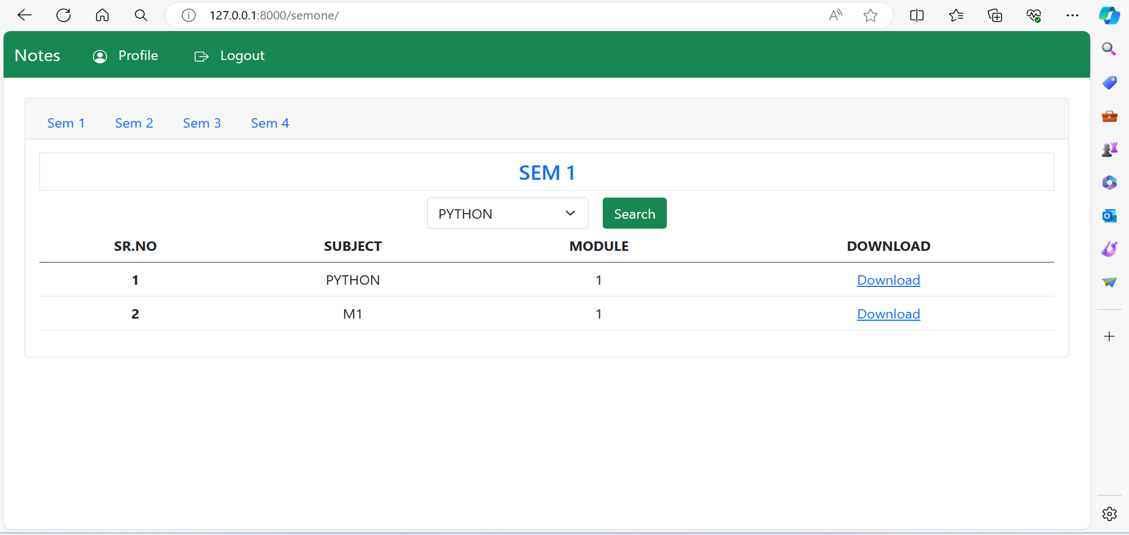 127.0.0.1:8000/semone/
Notes Profile Logout
Sem 1 Sem 2 Sem 3 Sem 4
SEM 1
PYTHON Search
SR.NO SUBJECT MODULE DOWNLOAD
1 PYTHON 1 Download
2 M1 1 Download